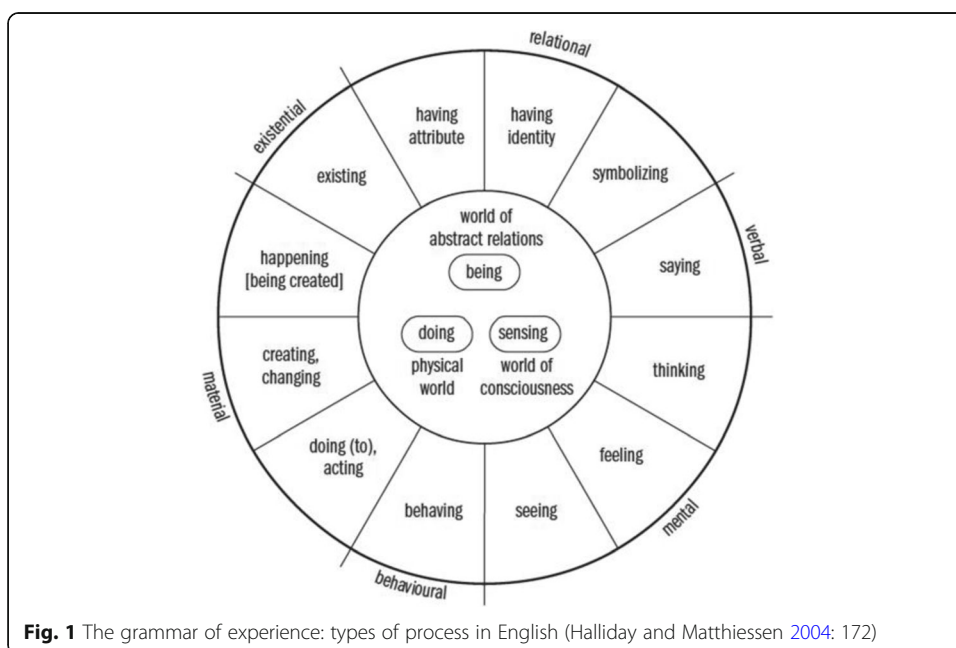 relational
existential
having
attribute
having
identity
existing
symbolizing
world of
abstract relations
verbal
happening
[being created]
being
saying
doing
sensing
creating,
changing
physical
world
world of
consciousness
thinking
material
doing (to),
acting
feeling
behaving
seeing
mental
behavioural
Fig. 1 The grammar of experience: types of process in English (Halliday and Matthiessen 2004: 172)